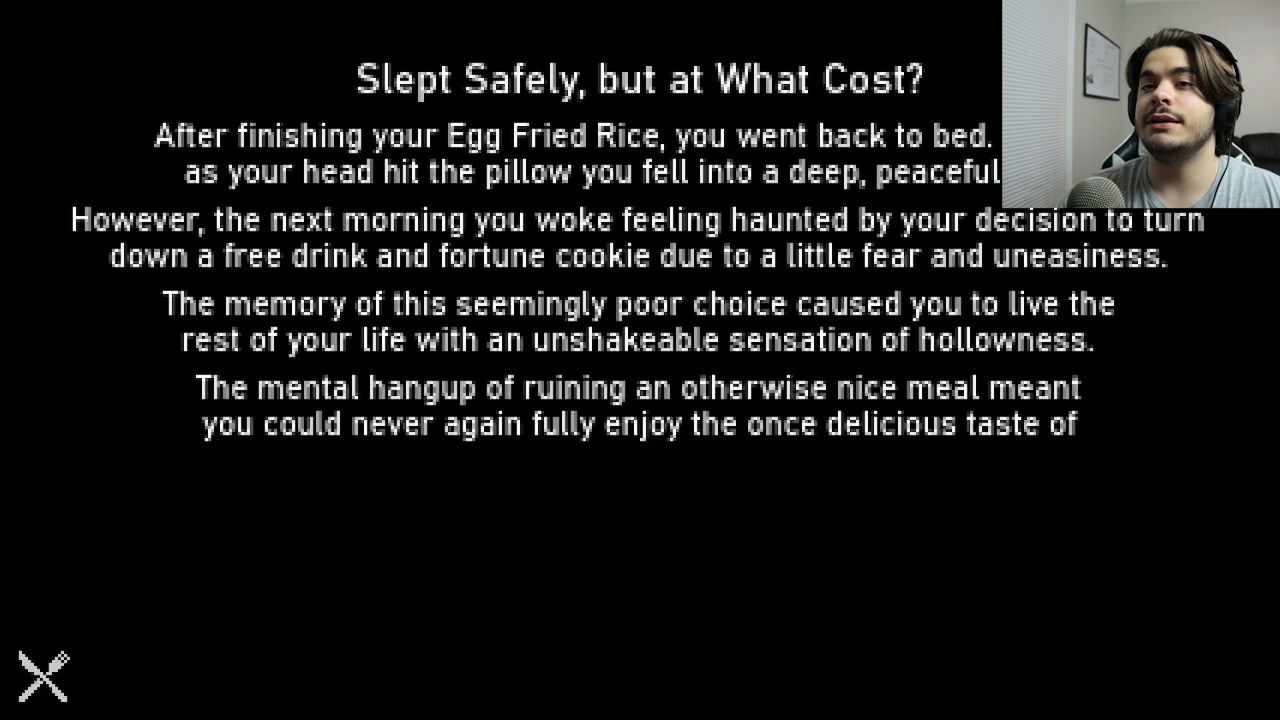 Slept Safely, but at What Cost?
After finishing your Egg Fried Rice, you went back to bed.
as your head hit the pillow you fell into a deep, peaceful
However, the next morning you woke feeling haunted by your decision to turn
down a free drink and fortune cookie due to a little fear and uneasiness.
The memory of this seemingly poor choice caused you to live the
rest of your life with an unshakeable sensation of hollowness.
The mental hangup of ruining an otherwise nice meal meant
you could never again fully enjoy the once delicious taste of